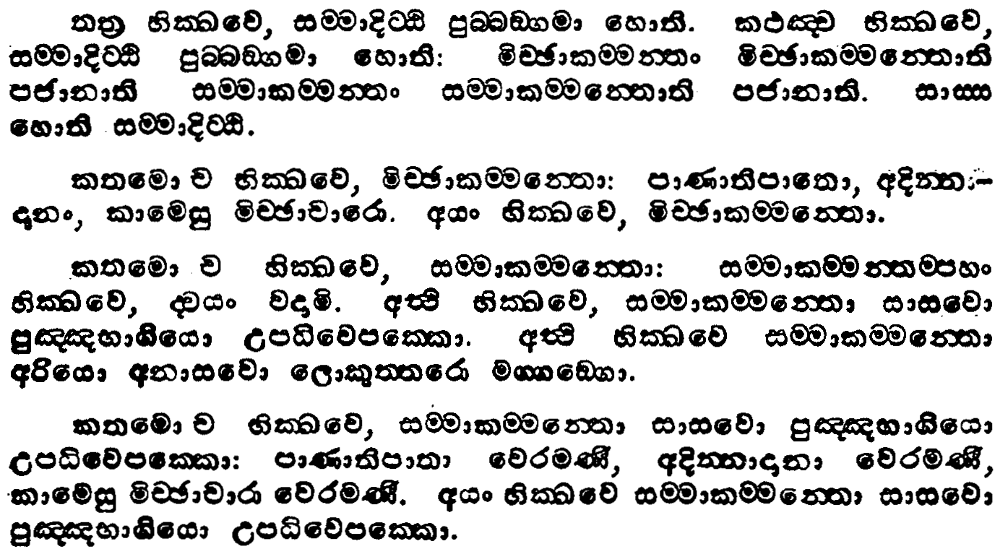 තත්‍ර භික්ඛවේ, සම්මාදිට්ඨි පුබ්බඞ්ගමා හොති. කථඤ්ච භික්ඛවේ,
සම්මාදිට්ඨි පුබ්බඞ්ගමා හොති: මිච්ඡාකම්මන්තං මිච්ඡාකම්මන්තොති
පජානාති සම්මාකම්මන්තං සම්මාකම්මන්තොති පජානාති. සාස්ස
හොති සම්මාදිට්ඨි.
කතමො ච භික්ඛවෙ, මිච්ඡාකම්මන්තො: පාණාතිපාතො, අදින්නා-
දානං, කාමෙසු මිච්ඡාචාරො. අයං භික්ඛවෙ, මිච්ඡාකම්මන්තො.
කතමො ච භික්ඛවේ, සම්මාකම්මන්තො: සම්මාකම්මන්තම්පහං
භික්ඛවේ, ද්වයං වදාමි. අත්ථි භික්ඛවේ, සම්මාකම්මන්තො සාසවො
පුඤ්ඤභාගියො උපධිවෙපක්කො. අත්ථි භික්ඛවෙ සම්මාකම්මන්තො
අරියො අනාසවො ලොකුත්තරො මග්ගඞ්ගො.
කතමො ච භික්ඛවෙ, සම්මාකම්මන්තො සාසවො පුඤ්ඤභාගියො
උපධිවෙපක්කො: පාණාතිපාතා වෙරමණී, අදින්නාදානා වේරමණී,
කාමෙසු මිච්ඡාචාරා වේරමණී. අයං භික්ඛවෙ සම්මාකම්මන්තො සාසවො
පුඤ්ඤභාගියො උපධිවෙපක්කො.